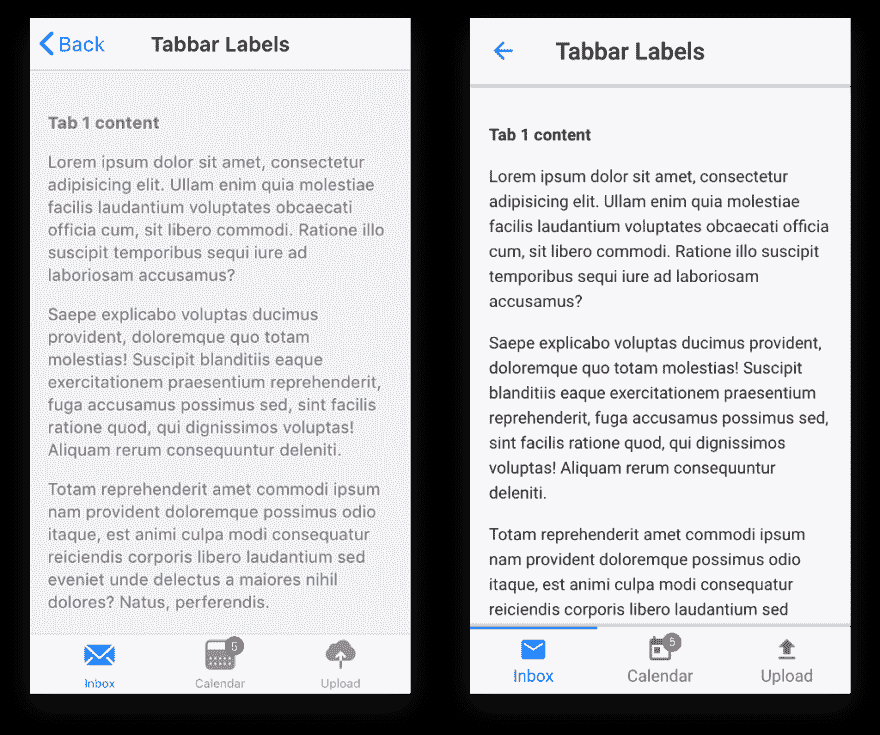 Back
Tabbar Labels
Tab 1 content
Lorem ipsum dolor sit amet, consectetur
adipisicing elit. Ullam enim quia molestiae
facilis laudantium voluptates obcaecati
officia cum, sit libero commodi. Ratione illo
suscipit temporibus sequi iure ad
laboriosam accusamus?
Saepe explicabo voluptas ducimus
provident, doloremque quo totam
molestias! Suscipit blanditiis eaque
exercitationem praesentium reprehenderit,
fuga accusamus possimus sed, sint facilis
ratione quod, qui dignissimos voluptas!
Aliquam rerum consequuntur deleniti.
Totam reprehenderit amet commodi ipsum
nam provident doloremque possimus odio
itaque, est animi culpa modi consequatur
reiciendis corporis libero laudantium sed
eveniet unde delectus a maiores nihil
dolores? Natus, perferendis.
5
Inbox
Calendar
Upload
Tabbar Labels
Tab 1 content
Lorem ipsum dolor sit amet, consectetur
adipisicing elit. Ullam enim quia molestiae
facilis laudantium voluptates obcaecati officia
cum, sit libero commodi. Ratione illo suscipit
temporibus sequi iure ad laboriosam
accusamus?
Saepe explicabo voluptas ducimus provident,
doloremque quo totam molestias! Suscipit
blanditiis eaque exercitationem praesentium
reprehenderit, fuga accusamus possimus sed,
sint facilis ratione quod, qui dignissimos
voluptas! Aliquam rerum consequuntur
deleniti.
Totam reprehenderit amet commodi ipsum
nam provident doloremque possimus odio
itaque, est animi culpa modi consequatur
reiciendis corporis libero laudantium sed
5
Inbox
Calendar
Upload